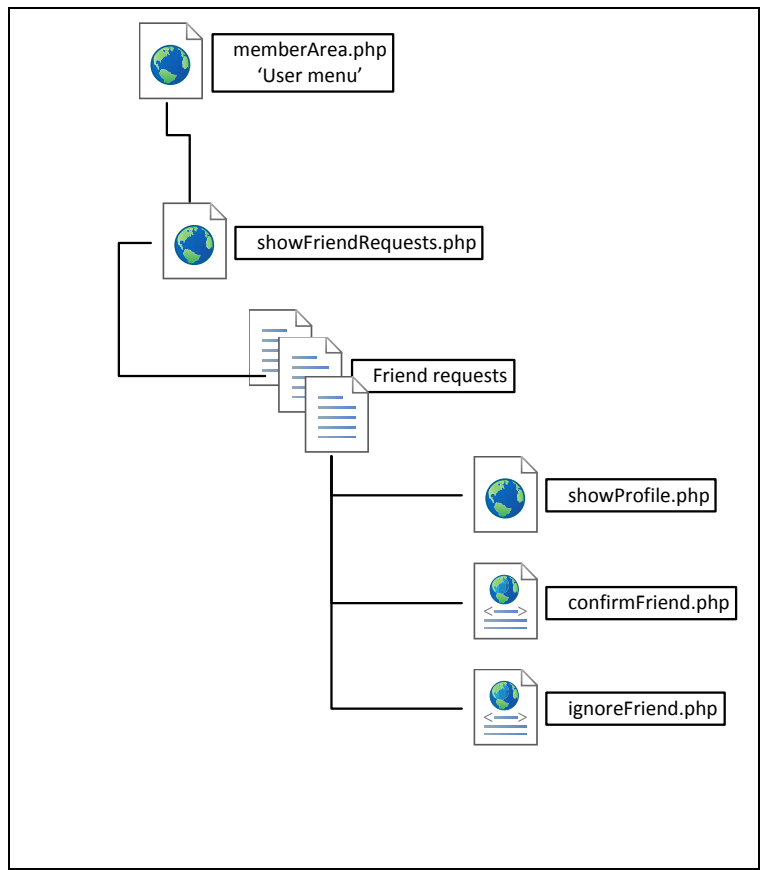 memberArea.php
‘User menu’
showFriendRequests.php
Friend requests
showProfile.php
confirmFriend.php
ignoreFriend.php